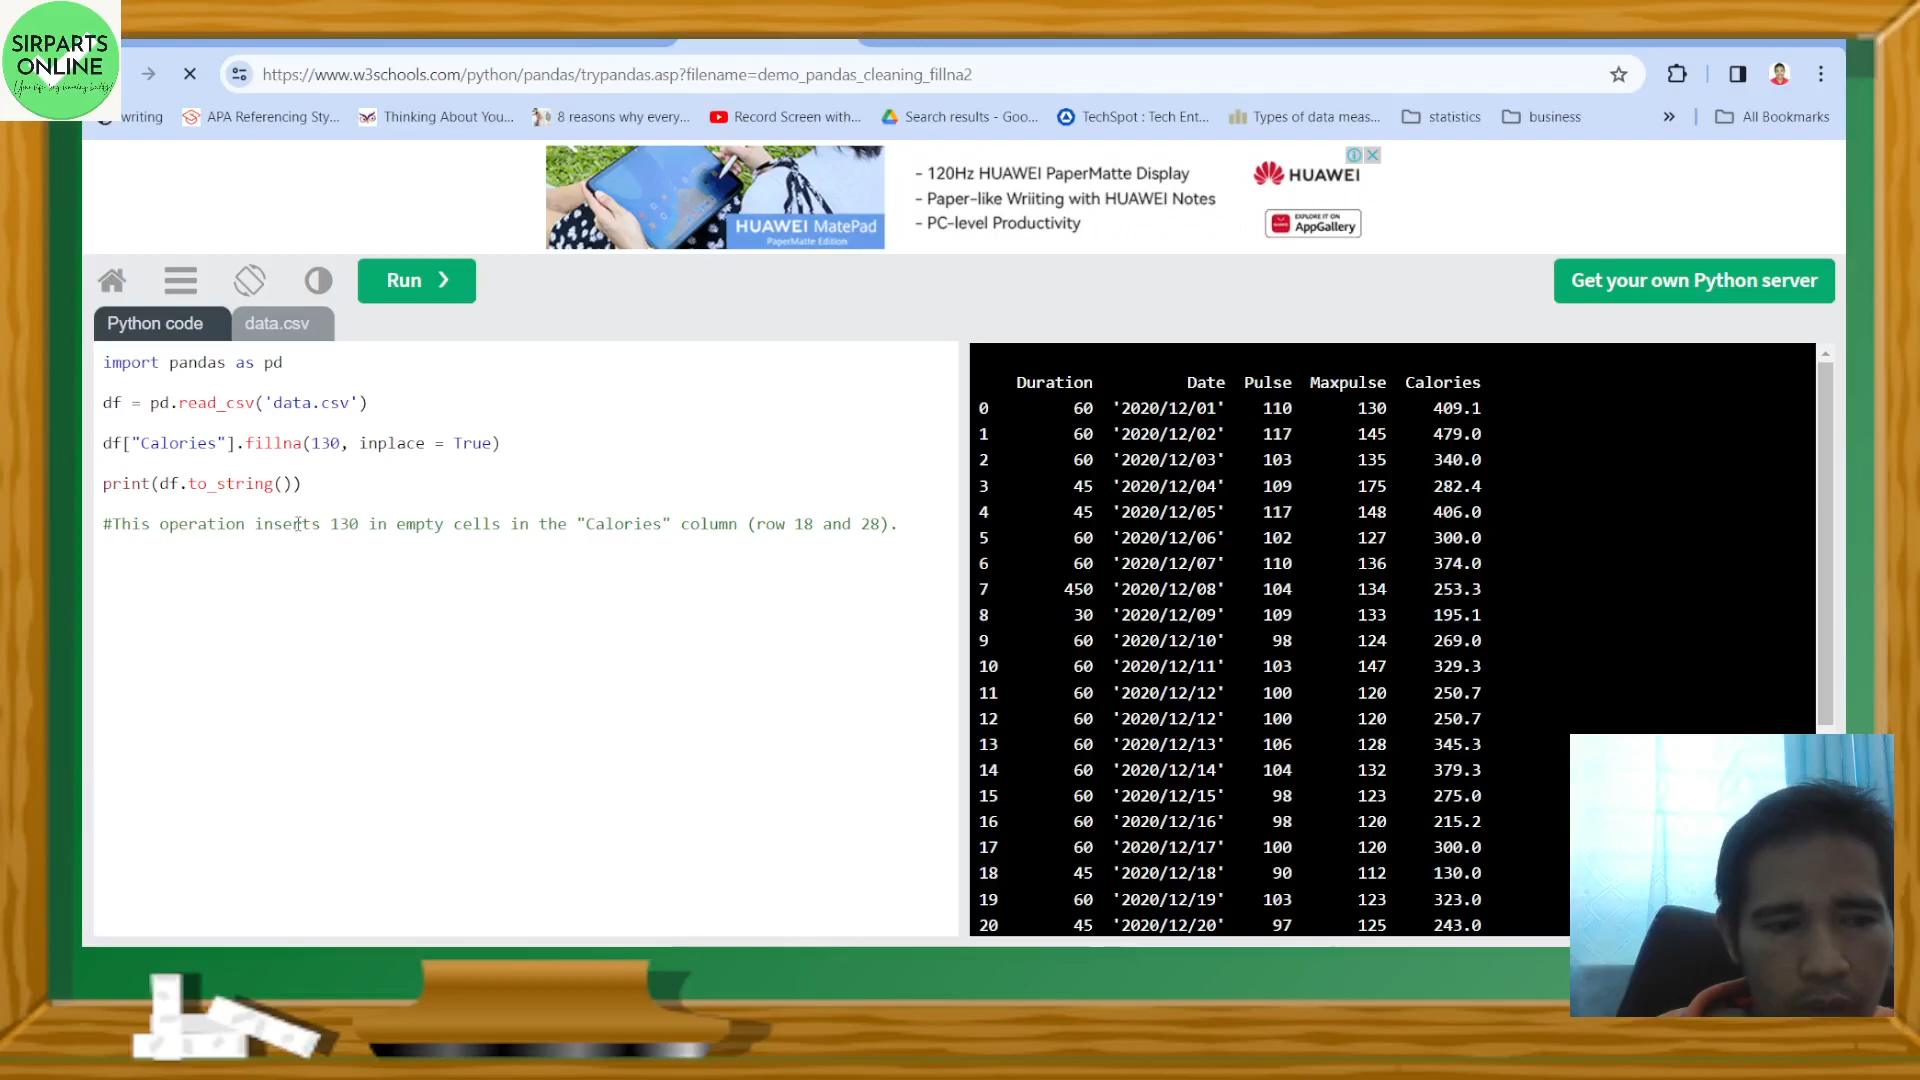 SIRPARTS
ONLINE
https://www.w3schools.com/python/pandas/trypandas.asp?filename=demo_pandas_cleaning_fillna2
writing
APA Referencing Sty...
Thinking About You...
8 reasons why every...
Record Screen with...
Search results - Goo...
TechSpot : Tech Ent...
Types of data meas...
statistics
business
»
All Bookmarks
HUAWEI MatePad
PaperMatte Edition
- 120Hz HUAWEI PaperMatte Display
- Paper-like Wriiting with HUAWEI Notes
- PC-level Productivity
HUAWEI
EXPLORE IT ON
AppGallery
Run ❯
Get your own Python server
Python code
data.csv
import pandas as pd
df = pd.read_csv('data.csv')
df["Calories"].fillna(130, inplace = True)
print(df.to_string())
#This operation inserts 130 in empty cells in the "Calories" column (row 18 and 28).
Duration Date Pulse Maxpulse Calories
0 60 '2020/12/01' 110 130 409.1
1 60 '2020/12/02' 117 145 479.0
2 60 '2020/12/03' 103 135 340.0
3 45 '2020/12/04' 109 175 282.4
4 45 '2020/12/05' 117 148 406.0
5 60 '2020/12/06' 102 127 300.0
6 60 '2020/12/07' 110 136 374.0
7 450 '2020/12/08' 104 134 253.3
8 30 '2020/12/09' 109 133 195.1
9 60 '2020/12/10' 98 124 269.0
10 60 '2020/12/11' 103 147 329.3
11 60 '2020/12/12' 100 120 250.7
12 60 '2020/12/12' 100 120 250.7
13 60 '2020/12/13' 106 128 345.3
14 60 '2020/12/14' 104 132 379.3
15 60 '2020/12/15' 98 123 275.0
16 60 '2020/12/16' 98 120 215.2
17 60 '2020/12/17' 100 120 300.0
18 45 '2020/12/18' 90 112 130.0
19 60 '2020/12/19' 103 123 323.0
20 45 '2020/12/20' 97 125 243.0